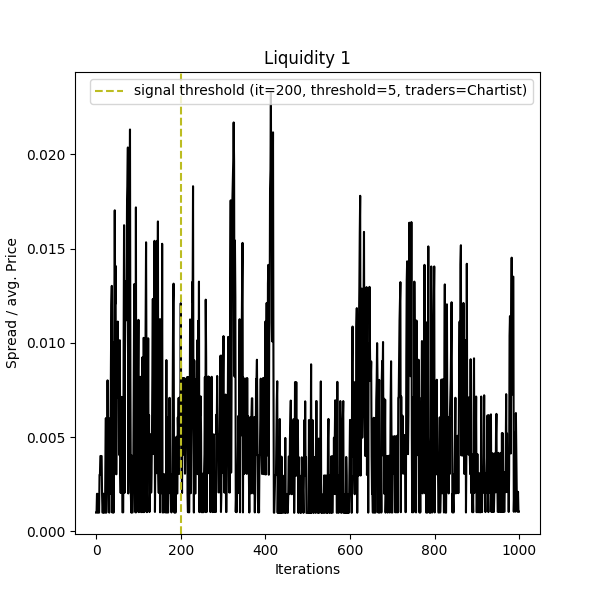 Liquidity 1
signal threshold (it=200, threshold=5, traders=Chartist)
0.020
0.015
0.010
0.005
0.000
Spread / avg. Price
0 200 400 600 800 1000
Iterations